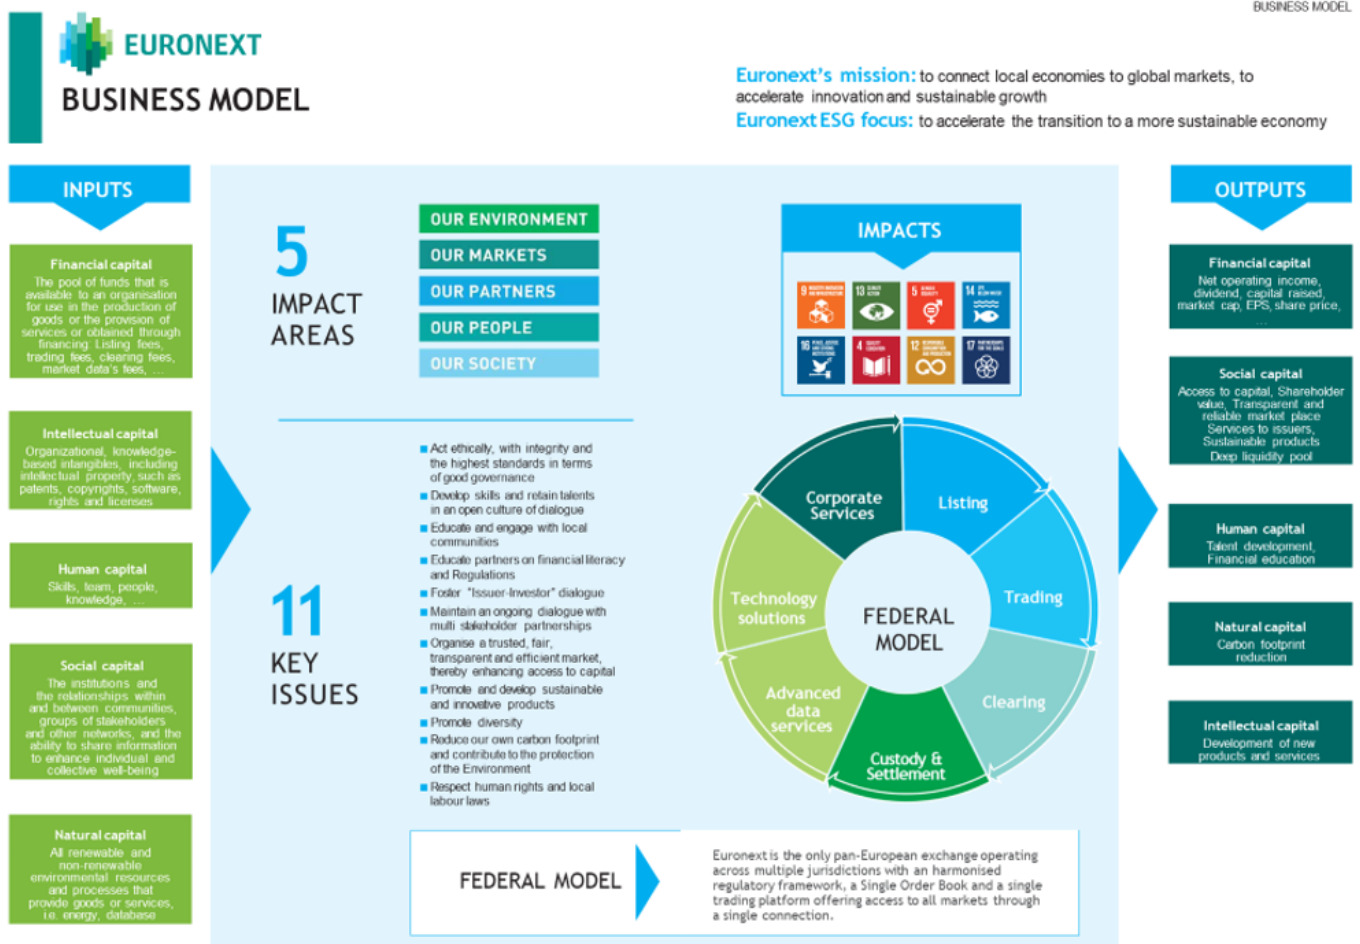 BUSINESS MODEL
EURONEXT
BUSINESS MODEL
Euronext's mission: to connect local economies to global markets, to
accelerate innovation and sustainable growth
Euronext ESG focus: to accelerate the transition to a more sustainable economy
INPUTS
Financial capital
The pool of funds that is
available to an organisation
for use in the production of
goods or the provision of
services or obtained through
financing Listing fees,
trading fees, clearing fees,
market data's fees, ...
Intellectual capital
Organizational, knowledge-
based intangibles, including
intellectual property, such as
patents, copyrights, software,
rights and licenses
Human capital
Skills, team, people,
knowledge, ...
Social capital
The institutions and
the relationships within
and between communities,
groups of stakeholders
and other networks, and the
ability to share information
to enhance individual and
collective well-being
Natural capital
All renewable and
non-renewable
environmental resources
and processes that
provide goods or services,
i.e. energy, database
5
IMPACT
AREAS
OUR ENVIRONMENT
OUR MARKETS
OUR PARTNERS
OUR PEOPLE
OUR SOCIETY
11
KEY
ISSUES
Act ethically, with integrity and
the highest standards in terms
of good governance
Develop skills and retain talents
in an open culture of dialogue
Educate and engage with local
communities
Educate partners on financial literacy
and Regulations
Foster "Issuer-Investor" dialogue
Maintain an ongoing dialogue with
multi stakeholder partnerships
Organise a trusted, fair,
transparent and efficient market,
thereby enhancing access to capital
Promote and develop sustainable
and innovative products
Promote diversity
Reduce our own carbon footprint
and contribute to the protection
of the Environment
Respect human rights and local
labour laws
IMPACTS
9
13 CLIMATE
ACTION
5 GENDER
EQUALITY
14
16
4 QUALITY
EDUCATION
12
17
Corporate
Services
Listing
Trading
Clearing
Custody &
Settlement
Advanced
data
services
Technology
solutions
FEDERAL
MODEL
FEDERAL MODEL
Euronext is the only pan-European exchange operating
across multiple jurisdictions with an harmonised
regulatory framework, a Single Order Book and a single
trading platform offering access to all markets through
a single connection.
OUTPUTS
Financial capital
Net operating income,
dividend, capital raised,
market cap, EPS, share price,
...
Social capital
Access to capital, Shareholder
value, Transparent and
reliable market place
Services to issuers,
Sustainable products
Deep liquidity pool
Human capital
Talent development,
Financial education
Natural capital
Carbon footprint
reduction
Intellectual capital
Development of new
products and services